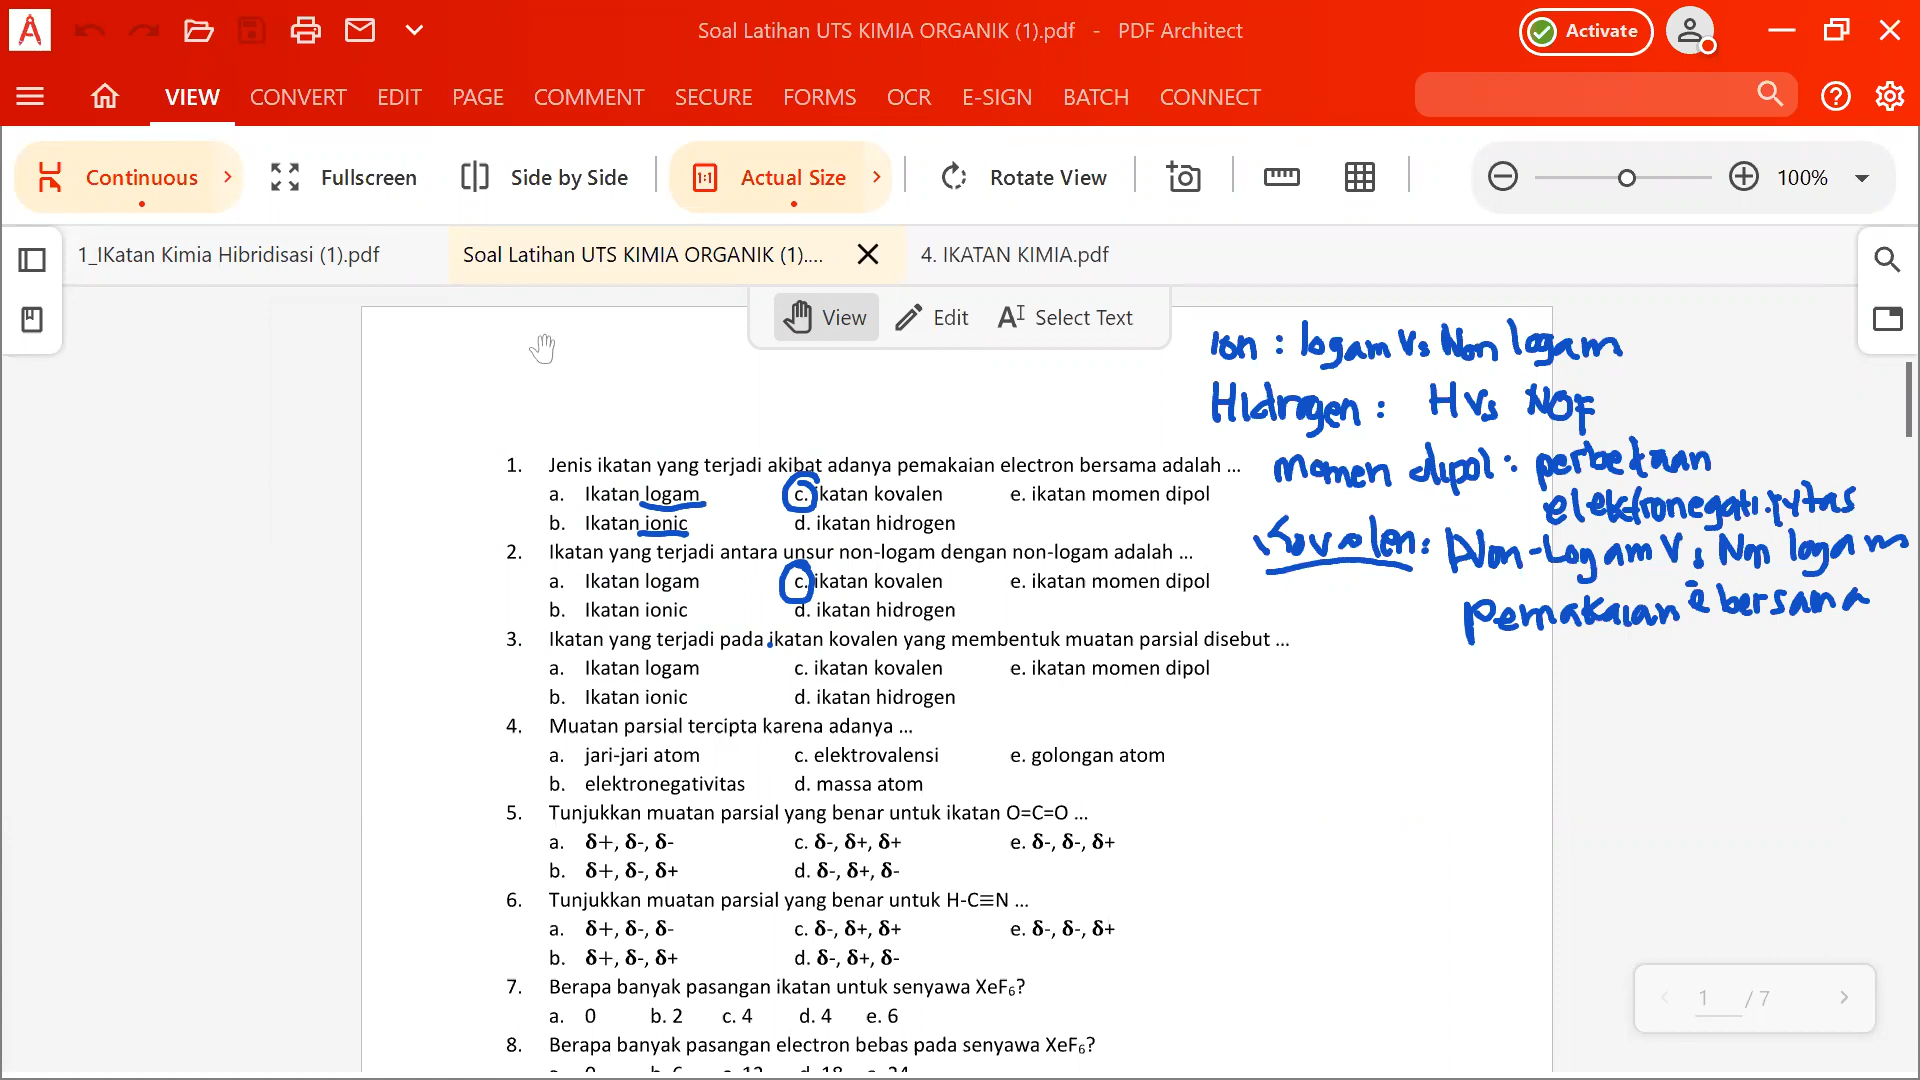 Soal Latihan UTS KIMIA ORGANIK (1).pdf - PDF Architect
Activate
VIEW CONVERT EDIT PAGE COMMENT SECURE FORMS OCR E-SIGN BATCH CONNECT
Continuous Fullscreen Side by Side 1:1 Actual Size Rotate View 100%
1_IKatan Kimia Hibridisasi (1).pdf Soal Latihan UTS KIMIA ORGANIK (1).... 4. IKATAN KIMIA.pdf
View Edit Select Text
Ion : logam Vs Non logam
Hidrogen : H Vs NOF
momen dipol : perbetaan
elektronegati.fytas
Kovalen : Non-Logam Vs Non logam
pemakaian ē bersama
1. Jenis ikatan yang terjadi akibat adanya pemakaian electron bersama adalah ...
a. Ikatan logam c. ikatan kovalen e. ikatan momen dipol
b. Ikatan ionic d. ikatan hidrogen
2. Ikatan yang terjadi antara unsur non-logam dengan non-logam adalah ...
a. Ikatan logam c. ikatan kovalen e. ikatan momen dipol
b. Ikatan ionic d. ikatan hidrogen
3. Ikatan yang terjadi pada ikatan kovalen yang membentuk muatan parsial disebut ...
a. Ikatan logam c. ikatan kovalen e. ikatan momen dipol
b. Ikatan ionic d. ikatan hidrogen
4. Muatan parsial tercipta karena adanya ...
a. jari-jari atom c. elektrovalensi e. golongan atom
b. elektronegativitas d. massa atom
5. Tunjukkan muatan parsial yang benar untuk ikatan O=C=O ...
a. δ+, δ-, δ- c. δ-, δ+, δ+ e. δ-, δ-, δ+
b. δ+, δ-, δ+ d. δ-, δ+, δ-
6. Tunjukkan muatan parsial yang benar untuk H-C≡N ...
a. δ+, δ-, δ- c. δ-, δ+, δ+ e. δ-, δ-, δ+
b. δ+, δ-, δ+ d. δ-, δ+, δ-
7. Berapa banyak pasangan ikatan untuk senyawa XeF₆?
a. 0 b. 2 c. 4 d. 4 e. 6
8. Berapa banyak pasangan electron bebas pada senyawa XeF₆?
a. 0 b. 6 c. 12 d. 18 e. 24
1 / 7